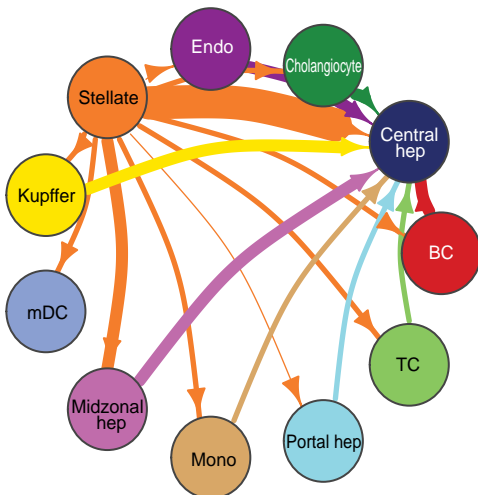 Endo
Cholangiocyte
Stellate
Central
hep
Kupffer
BC
mDC
TC
Midzonal
hep
Portal hep
Mono